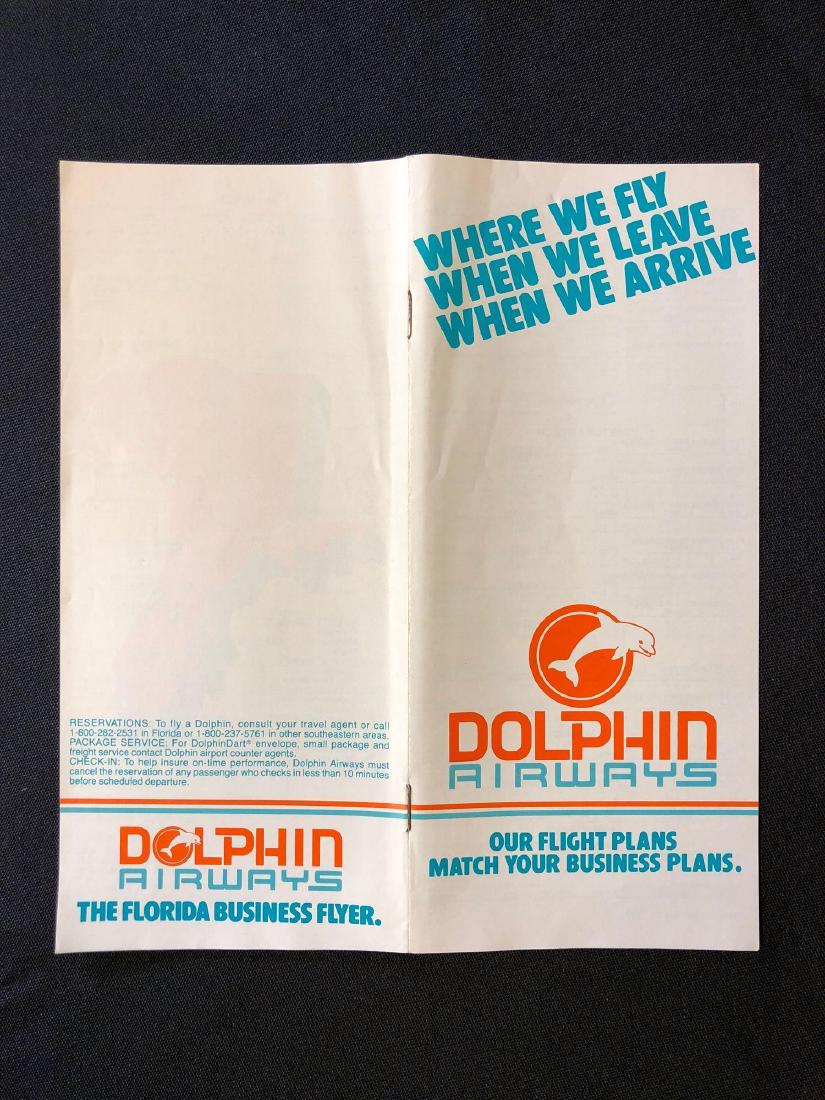 WHERE WE FLY
WHEN WE LEAVE
WHEN WE ARRIVE
DOLPHIN
AIRWAYS
OUR FLIGHT PLANS
MATCH YOUR BUSINESS PLANS.
RESERVATIONS: To fly a Dolphin, consult your travel agent or call
1-800-282-2531 in Florida or 1-800-237-5761 in other southeastern areas.
PACKAGE SERVICE: For DolphinDart® envelope, small package and
freight service contact Dolphin airport counter agents.
CHECK-IN: To help insure on-time performance, Dolphin Airways must
cancel the reservation of any passenger who checks in less than 10 minutes
before scheduled departure.
DOLPHIN
AIRWAYS
THE FLORIDA BUSINESS FLYER.